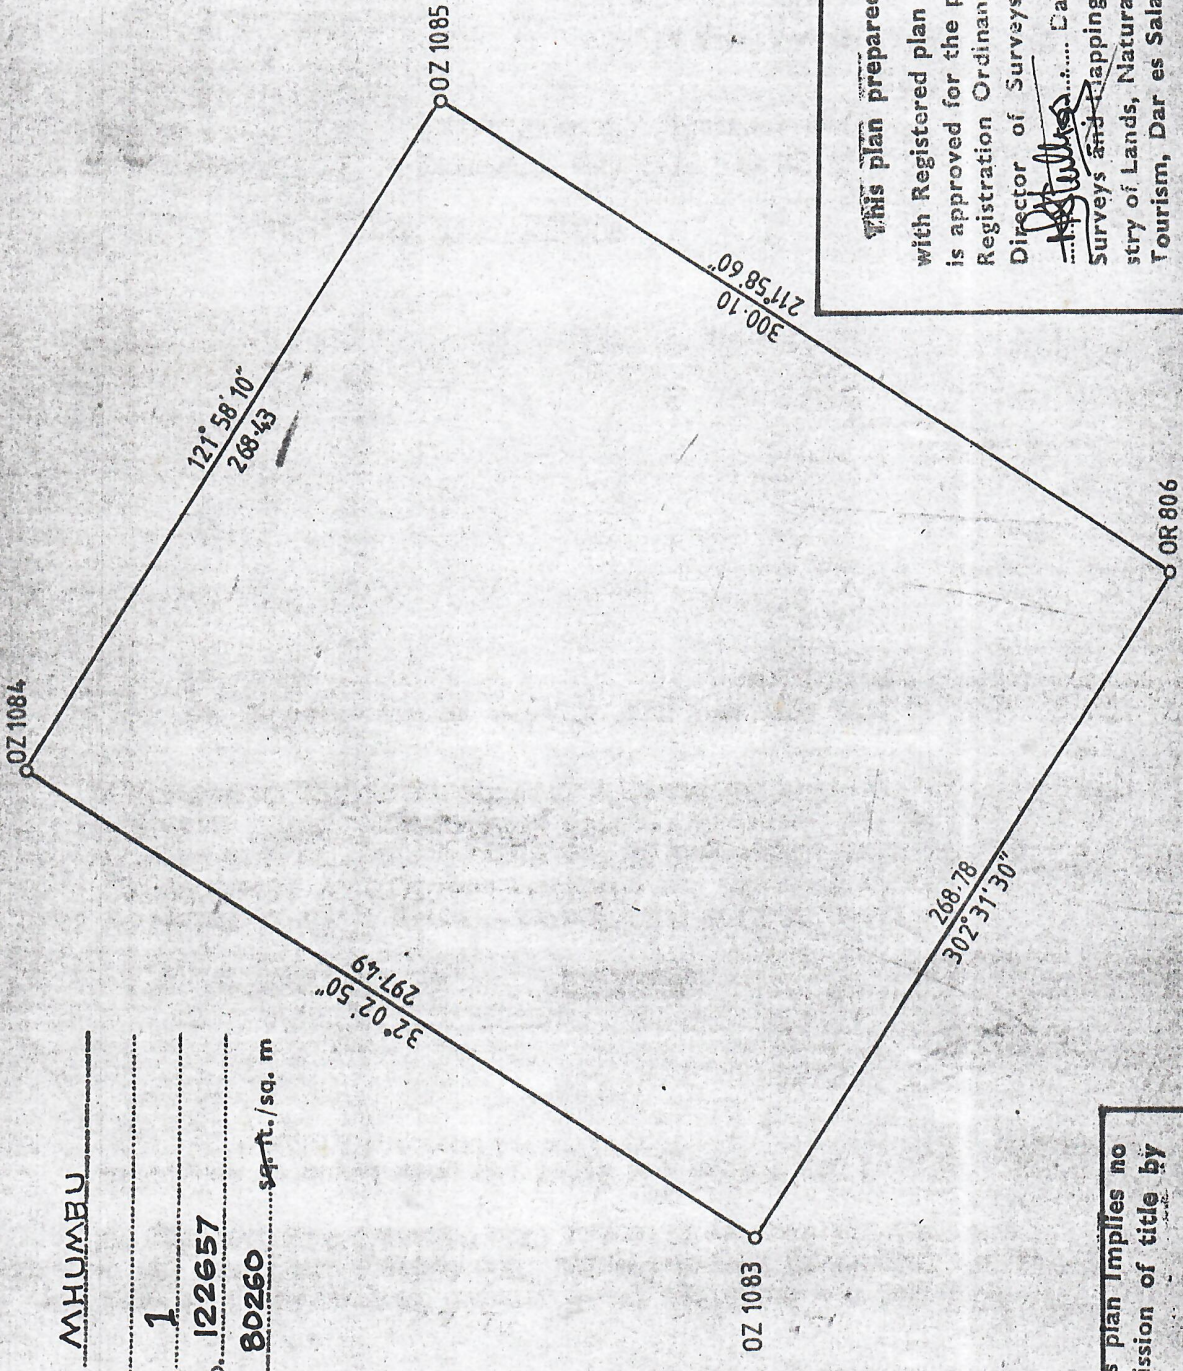 MHUMBU
1
122657
80260 sq. ft./sq. m
OZ 1084
121° 58' 10"
268.43
OZ 1085
211° 58' 60"
300.10
OR 806
268.78
302° 31' 30"
OZ 1083
32° 02' 50"
297.49
This plan prepared
with Registered plan
is approved for the p
Registration Ordinan
Director of Surveys
Da
Surveys and Mapping
stry of Lands, Natura
Tourism, Dar es Sala
s plan Implies no
ission of title by